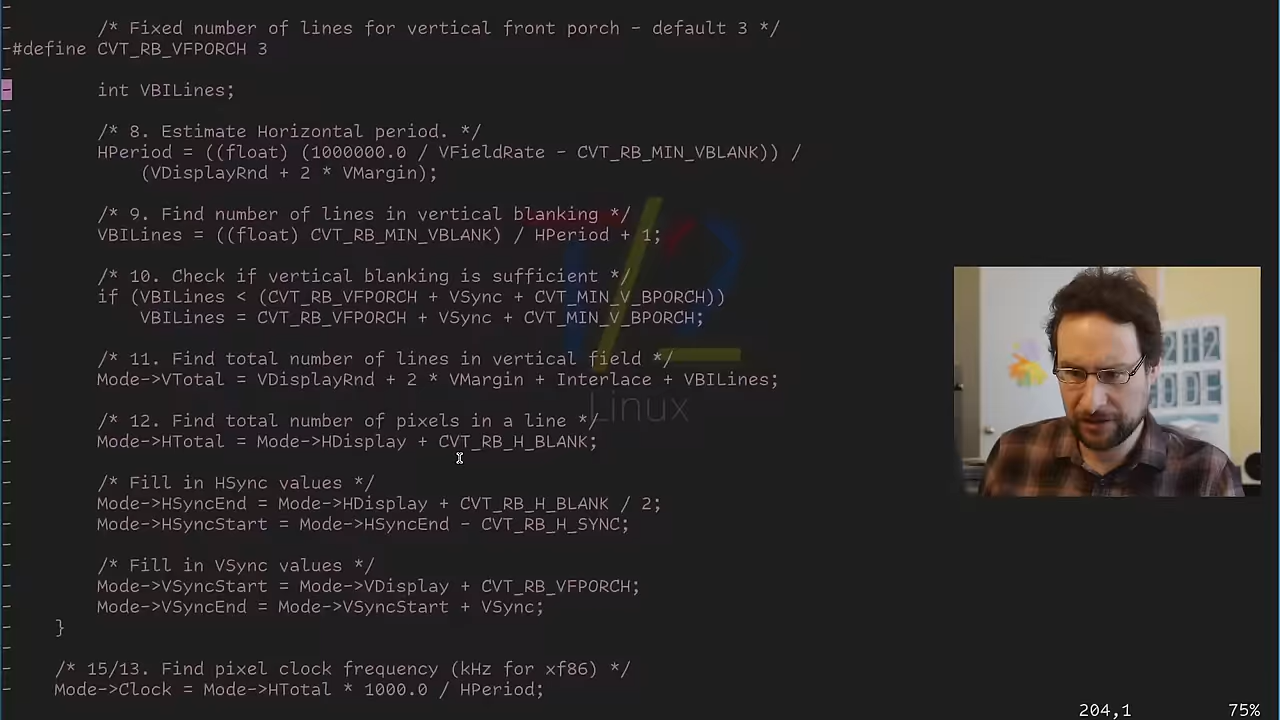 /* Fixed number of lines for vertical front porch - default 3 */
-#define CVT_RB_VFPORCH 3
int VBILines;
/* 8. Estimate Horizontal period. */
HPeriod = ((float) (1000000.0 / VFieldRate - CVT_RB_MIN_VBLANK)) /
(VDisplayRnd + 2 * VMargin);
/* 9. Find number of lines in vertical blanking */
VBILines = ((float) CVT_RB_MIN_VBLANK) / HPeriod + 1;
/* 10. Check if vertical blanking is sufficient */
if (VBILines < (CVT_RB_VFPORCH + VSync + CVT_MIN_V_BPORCH))
VBILines = CVT_RB_VFPORCH + VSync + CVT_MIN_V_BPORCH;
/* 11. Find total number of lines in vertical field */
Mode->VTotal = VDisplayRnd + 2 * VMargin + Interlace + VBILines;
Linux
/* 12. Find total number of pixels in a line */
Mode->HTotal = Mode->HDisplay + CVT_RB_H_BLANK;
/* Fill in HSync values */
Mode->HSyncEnd = Mode->HDisplay + CVT_RB_H_BLANK / 2;
Mode->HSyncStart = Mode->HSyncEnd - CVT_RB_H_SYNC;
/* Fill in VSync values */
Mode->VSyncStart = Mode->VDisplay + CVT_RB_VFPORCH;
Mode->VSyncEnd = Mode->VSyncStart + VSync;
}
/* 15/13. Find pixel clock frequency (kHz for xf86) */
Mode->Clock = Mode->HTotal * 1000.0 / HPeriod;
204,1 75%